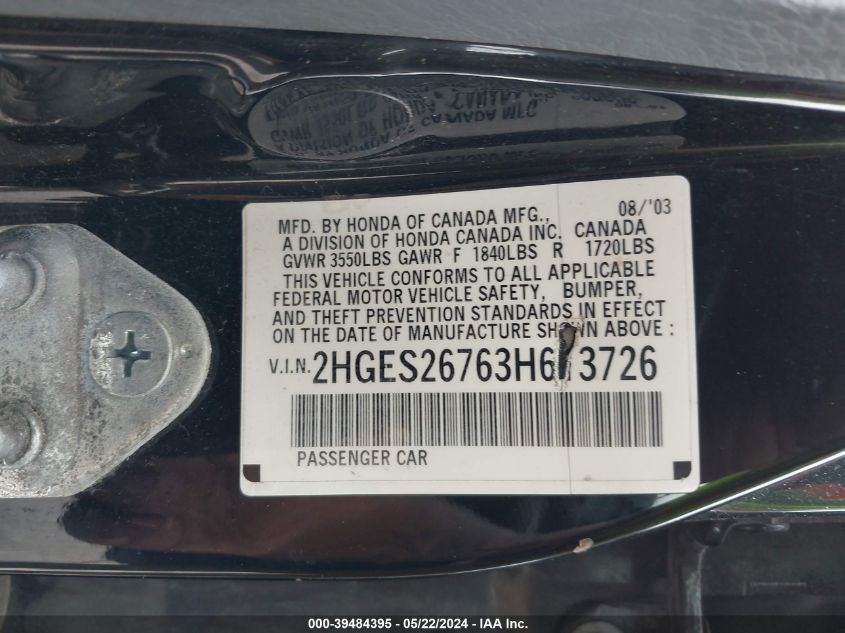 MFD. BY HONDA OF CANADA MFG., 08/'03
A DIVISION OF HONDA CANADA INC. CANADA
GVWR 3550LBS GAWR F 1840LBS R 1720LBS
THIS VEHICLE CONFORMS TO ALL APPLICABLE
FEDERAL MOTOR VEHICLE SAFETY, BUMPER,
AND THEFT PREVENTION STANDARDS IN EFFECT
ON THE DATE OF MANUFACTURE SHOWN ABOVE :
V.I.N. 2HGES26763H613726
PASSENGER CAR
000-39484395 - 05/22/2024 - IAA Inc.